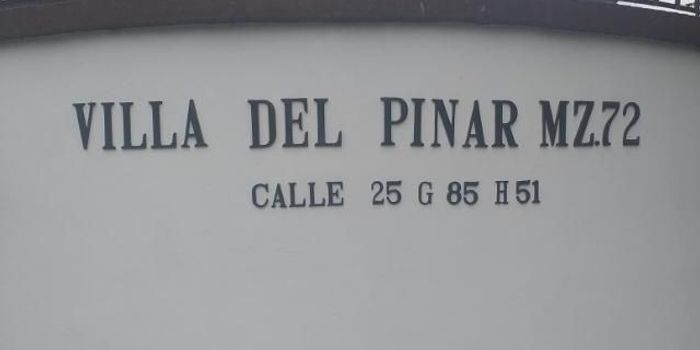 VILLA DEL PINAR MZ.72
CALLE 25 G 85 H 51